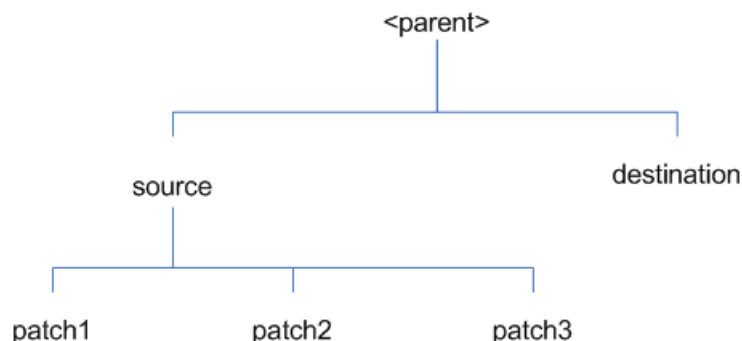 <parent>
source
destination
patch1
patch2
patch3